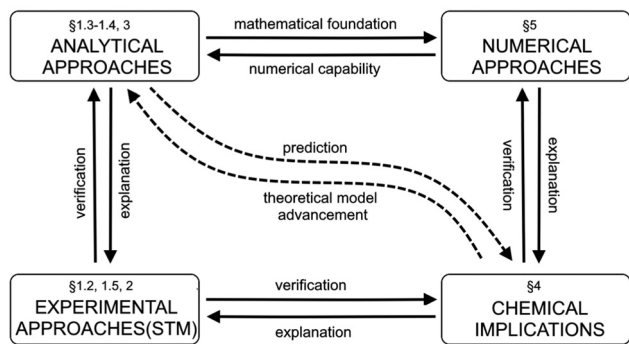 §1.3-1.4, 3
ANALYTICAL
APPROACHES
mathematical foundation
numerical capability
§5
NUMERICAL
APPROACHES
verification
explanation
prediction
theoretical model
advancement
verification
explanation
§1.2, 1.5, 2
EXPERIMENTAL
APPROACHES(STM)
verification
explanation
§4
CHEMICAL
IMPLICATIONS